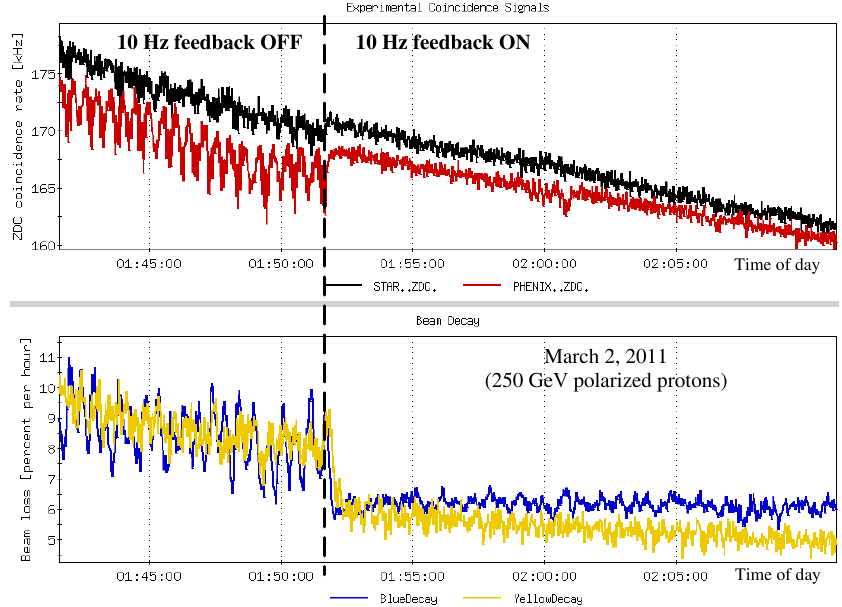 Experimental Coincidence Signals
10 Hz feedback OFF
10 Hz feedback ON
ZDC coincidence rate [kHz]
175
170
165
160
01:45:00
01:50:00
01:55:00
02:00:00
02:05:00
Time of day
STAR..ZDC.
PHENIX..ZDC.
Beam Decay
March 2, 2011
(250 GeV polarized protons)
Beam loss [percent per hour]
11
10
9
8
7
6
5
01:45:00
01:50:00
01:55:00
02:00:00
02:05:00
Time of day
BlueDecay
YellowDecay